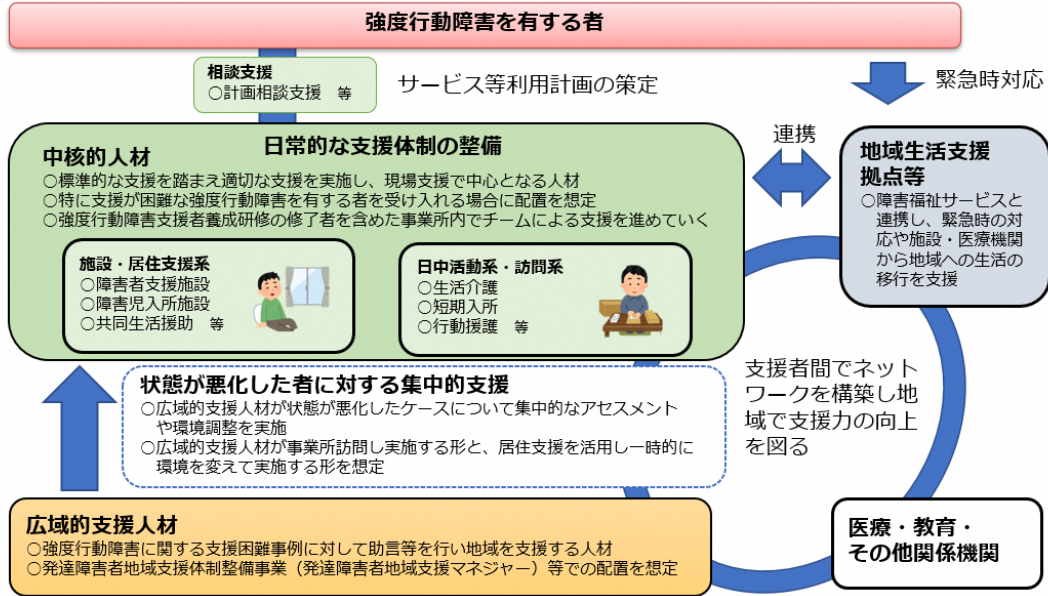 強度行動障害を有する者
相談支援
○計画相談支援　等
サービス等利用計画の策定
緊急時対応
日常的な支援体制の整備
中核的人材
○標準的な支援を踏まえ適切な支援を実施し、現場支援で中心となる人材
○特に支援が困難な強度行動障害を有する者を受け入れる場合に配置を想定
○強度行動障害支援者養成研修の修了者を含めた事業所内でチームによる支援を進めていく
施設・居住支援系
○障害者支援施設
○障害児入所施設
○共同生活援助　等
日中活動系・訪問系
○生活介護
○短期入所
○行動援護　等
連携
地域生活支援
拠点等
○障害福祉サービスと
連携し、緊急時の対
応や施設・医療機関
から地域への生活の
移行を支援
状態が悪化した者に対する集中的支援
○広域的支援人材が状態が悪化したケースについて集中的なアセスメント
や環境調整を実施
○広域的支援人材が事業所訪問し実施する形と、居住支援を活用し一時的に
環境を変えて実施する形を想定
支援者間でネット
ワークを構築し地
域で支援力の向上
を図る
広域的支援人材
○強度行動障害に関する支援困難事例に対して助言等を行い地域を支援する人材
○発達障害者地域支援体制整備事業（発達障害者地域支援マネジャー）等での配置を想定
医療・教育・
その他関係機関